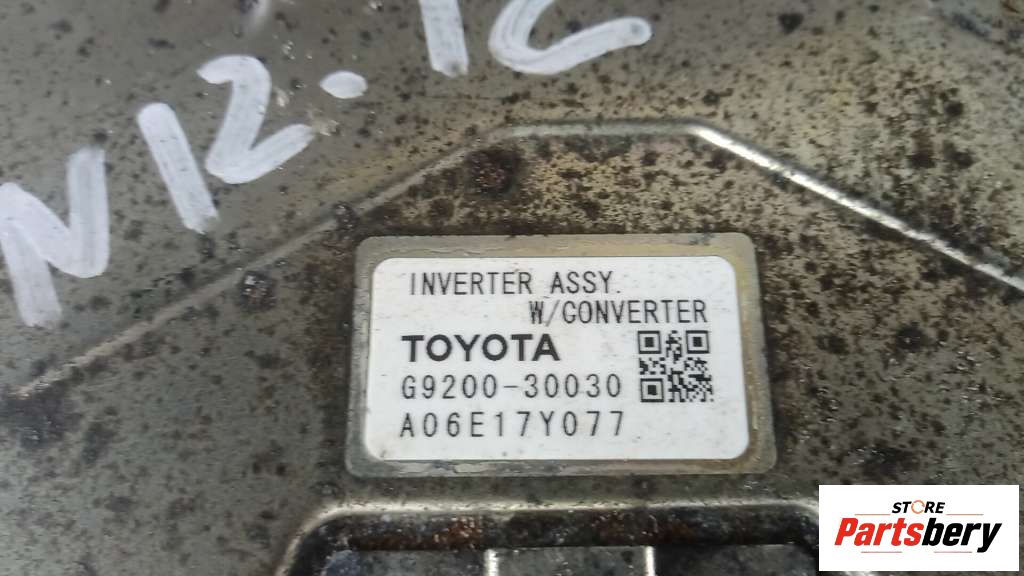 N12.1C
INVERTER ASSY.
W/CONVERTER
TOYOTA
G9200-30030
A06E17Y077
STORE
Partsbery